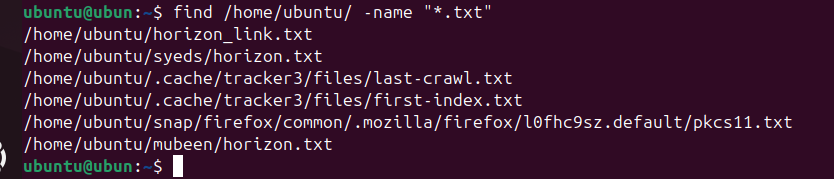 ubuntu@ubun:~$ find /home/ubuntu/ -name "*.txt"
/home/ubuntu/horizon_link.txt
/home/ubuntu/syeds/horizon.txt
/home/ubuntu/.cache/tracker3/files/last-crawl.txt
/home/ubuntu/.cache/tracker3/files/first-index.txt
/home/ubuntu/snap/firefox/common/.mozilla/firefox/l0fhc9sz.default/pkcs11.txt
/home/ubuntu/mubeen/horizon.txt
ubuntu@ubun:~$